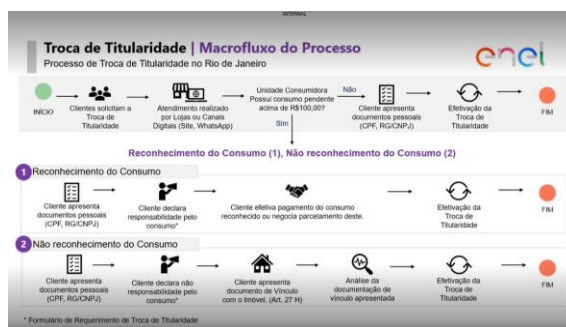 INTERNAL
Troca de Titularidade | Macrofluxo do Processo
Processo de Troca de Titularidade no Rio de Janeiro
enel
INÍCIO
Clientes solicitam a
Troca de
Titularidade
Atendimento realizado
por Lojas ou Canais
Digitais (Site, WhatsApp)
Unidade Consumidora
Possui consumo pendente
acima de R$100,00?
Não
Sim
Cliente apresenta
documentos pessoais
(CPF, RG/CNPJ)
Efetivação da
Troca de
Titularidade
FIM
Reconhecimento do Consumo (1), Não reconhecimento do Consumo (2)
1 Reconhecimento do Consumo
Cliente apresenta
documentos pessoais
(CPF, RG/CNPJ)
Cliente declara
responsabilidade pelo
consumo*
Cliente efetiva pagamento do consumo
reconhecido ou negocia parcelamento deste.
Efetivação da
Troca de
Titularidade
FIM
2 Não reconhecimento do Consumo
Cliente apresenta
documentos pessoais
(CPF, RG/CNPJ)
Cliente declara não
responsabilidade pelo
consumo*
Cliente apresenta
documento de Vínculo
com o Imóvel. (Art. 27 H)
Análise da
documentação de
vínculo apresentada
Efetivação da
Troca de
Titularidade
FIM
* Formulário de Requerimento de Troca de Titularidade